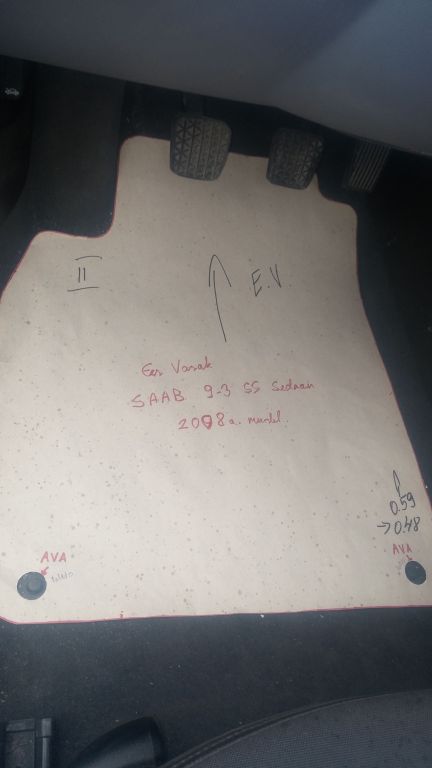 II
E.V
Ees Vasak
SAAB 9-3 SS Sedaan
2008a. mudel.
0.59
→0.48
AVA
AVA